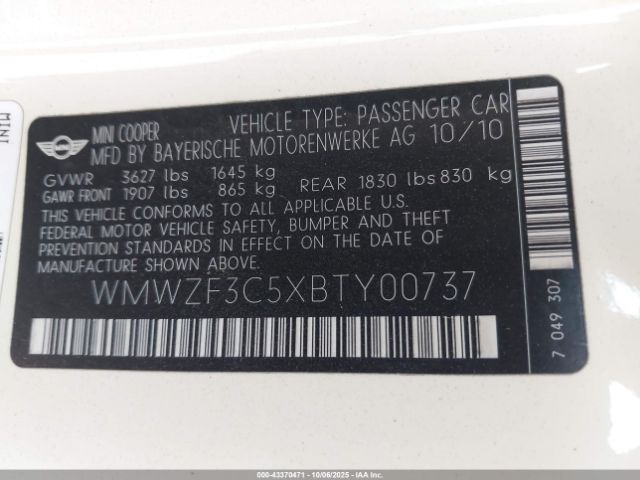 MINI
MINI COOPER VEHICLE TYPE: PASSENGER CAR
MFD BY BAYERISCHE MOTORENWERKE AG 10/10
GVWR 3627 lbs 1645 kg
GAWR FRONT 1907 lbs 865 kg REAR 1830 lbs 830 kg
THIS VEHICLE CONFORMS TO ALL APPLICABLE U.S.
FEDERAL MOTOR VEHICLE SAFETY, BUMPER AND THEFT
PREVENTION STANDARDS IN EFFECT ON THE DATE OF
MANUFACTURE SHOWN ABOVE.
WMWZF3C5XBTY00737
7 049 307
MINI
000-43370471 - 10/06/2025 - IAAI. Inc.